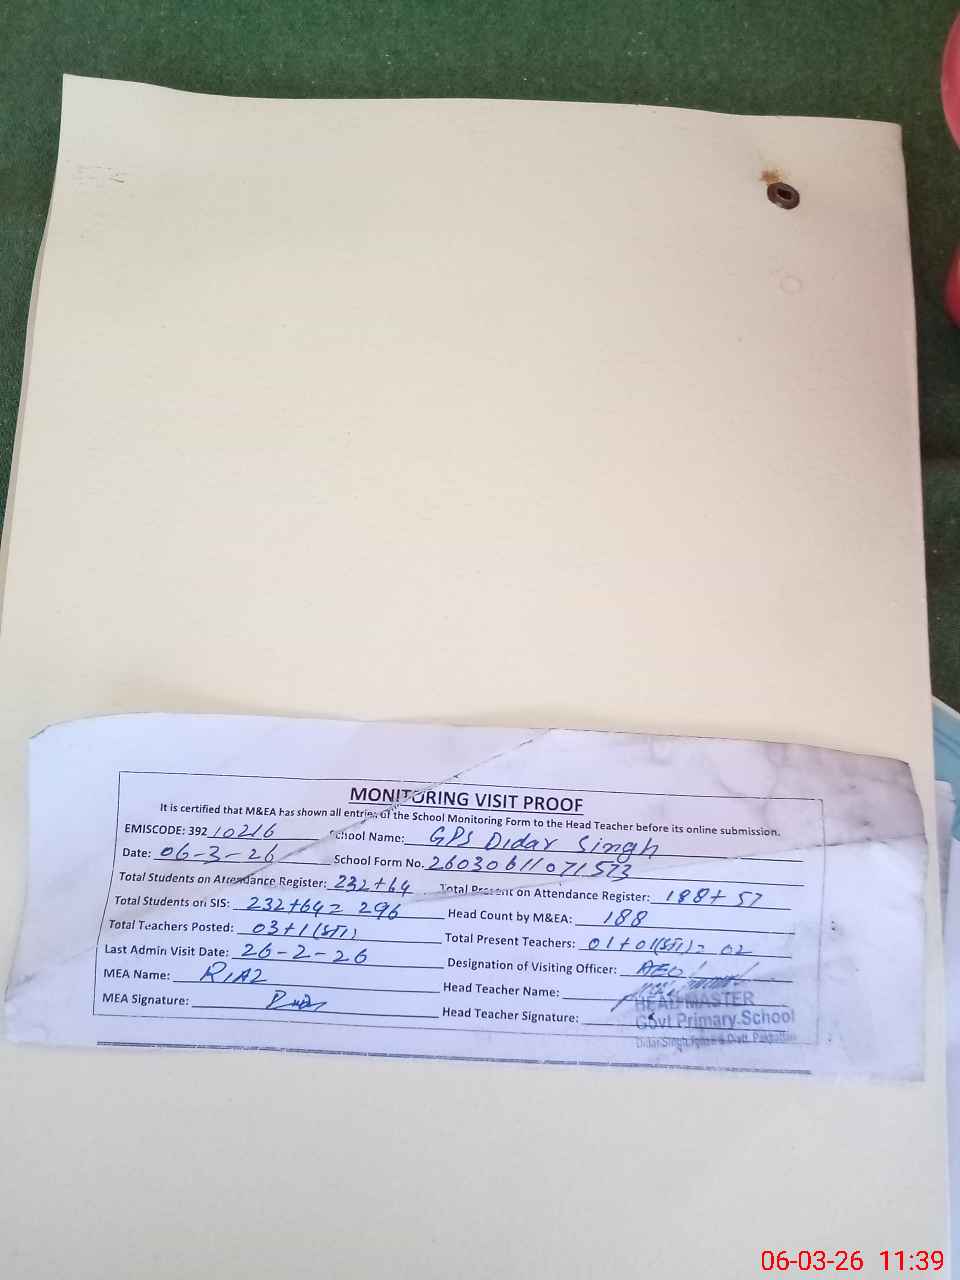 MONITORING VISIT PROOF
It is certified that M&EA has shown all entries of the School Monitoring Form to the Head Teacher before its online submission.
EMISCODE: 392 10216 School Name: GPS Didar Singh
Date: 06-3-26 School Form No. 26030611071573
Total Students on Attendance Register: 232+64 Total Present on Attendance Register: 188+57
Total Students on SIS: 232+64= 296 Head Count by M&EA: 188
Total Teachers Posted: 03+1(STI) Total Present Teachers: 01+01(STI)= 02
Last Admin Visit Date: 26-2-26 Designation of Visiting Officer: AEO
MEA Name: RIAZ Head Teacher Name:
MEA Signature: Head Teacher Signature:
HEAD MASTER
Govt Primary School
Didar Singh
06-03-26 11:39